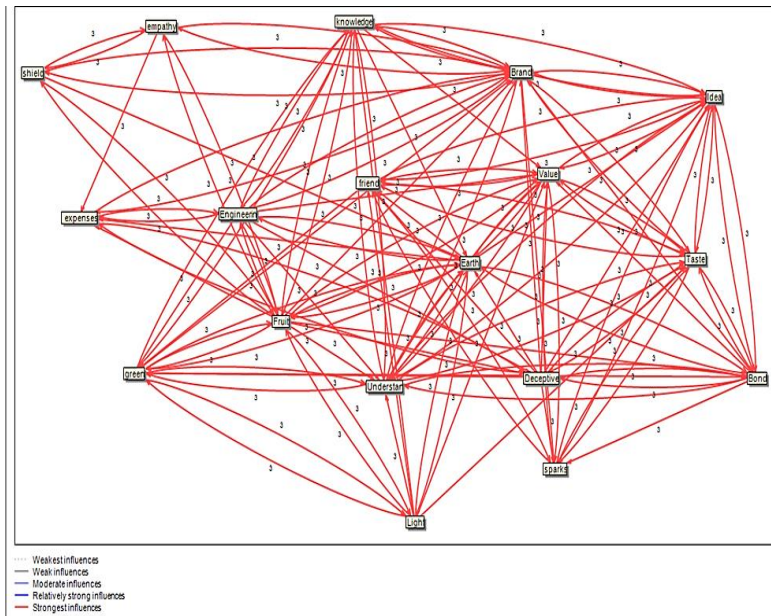 empathy
knowledge
shield
Brand
Idea
friend
Value
expenses
Engineerin
Earth
Taste
Fruit
green
Understan
Deceptive
Bond
sparks
Light
Weakest influences
Weak influences
Moderate influences
Relatively strong influences
Strongest influences